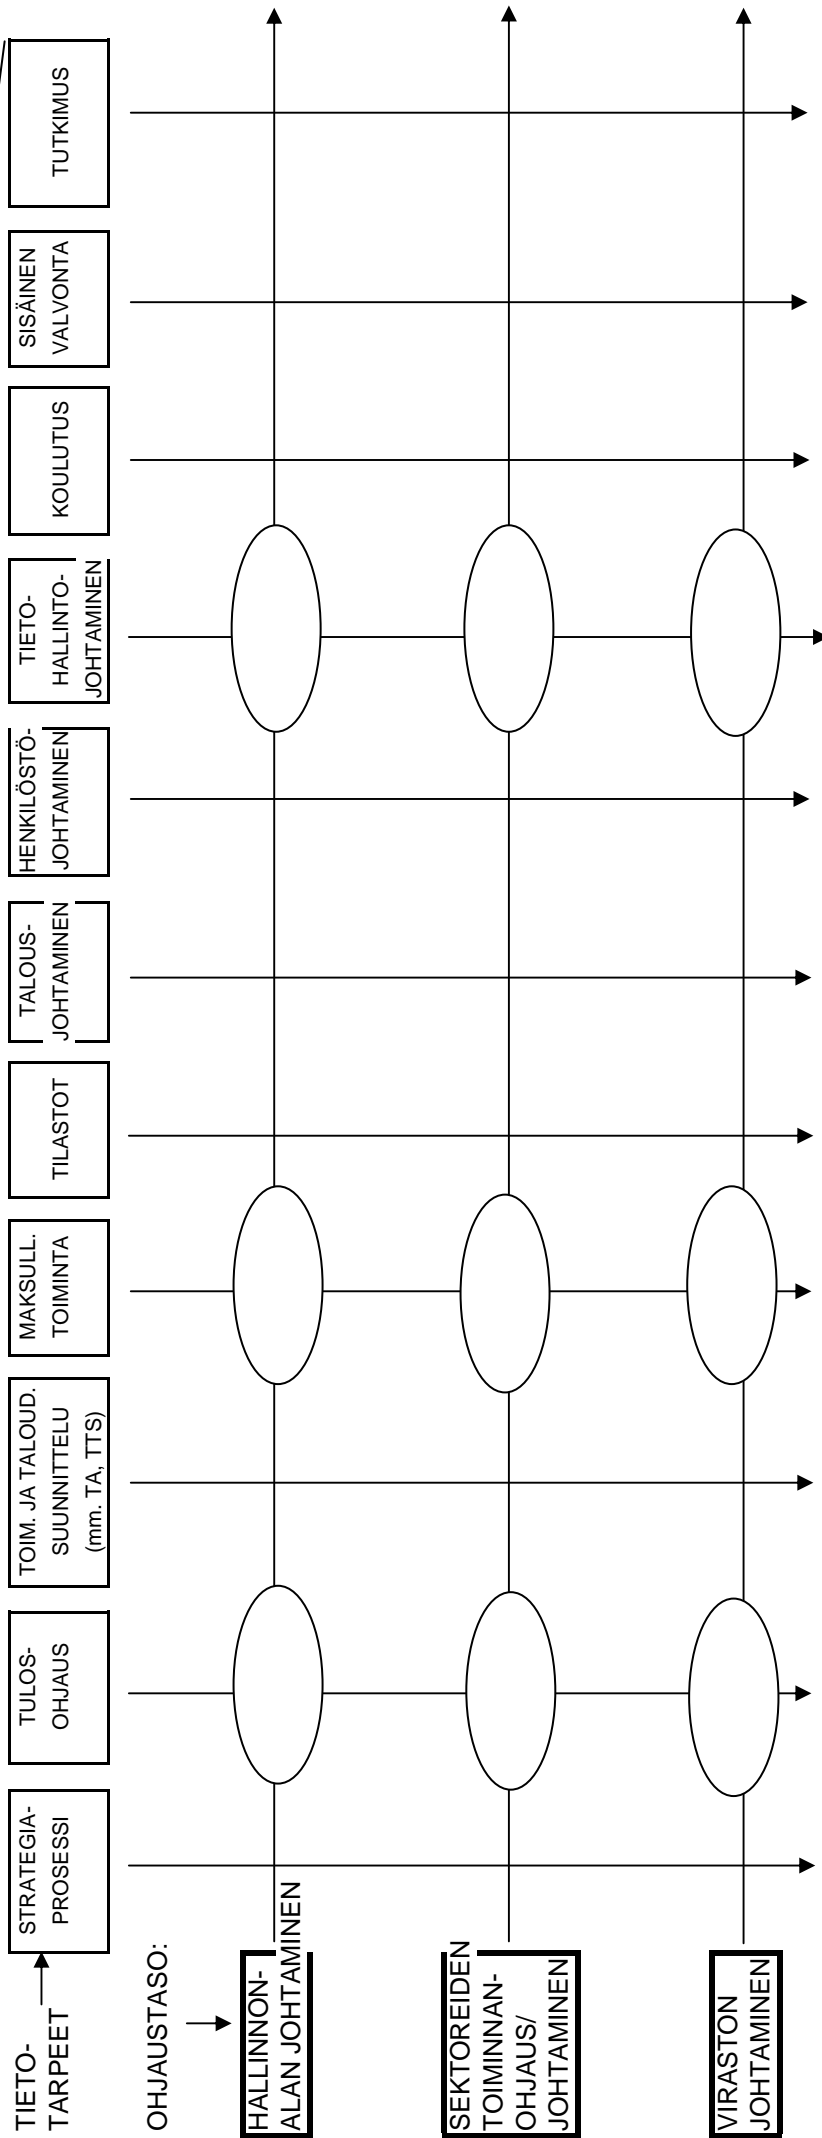 TIETO-
TARPEET
STRATEGIA-
PROSESSI
TULOS-
OHJAUS
TOIM. JA TALOUD.
SUUNNITTELU
(mm. TA, TTS)
MAKSULL.
TOIMINTA
TILASTOT
TALOUS-
JOHTAMINEN
HENKILÖSTÖ-
JOHTAMINEN
TIETO-
HALLINTO-
JOHTAMINEN
KOULUTUS
SISÄINEN
VALVONTA
TUTKIMUS
OHJAUSTASO:
HALLINNON-
ALAN JOHTAMINEN
SEKTOREIDEN
TOIMINNAN-
OHJAUS/
JOHTAMINEN
VIRASTON
JOHTAMINEN